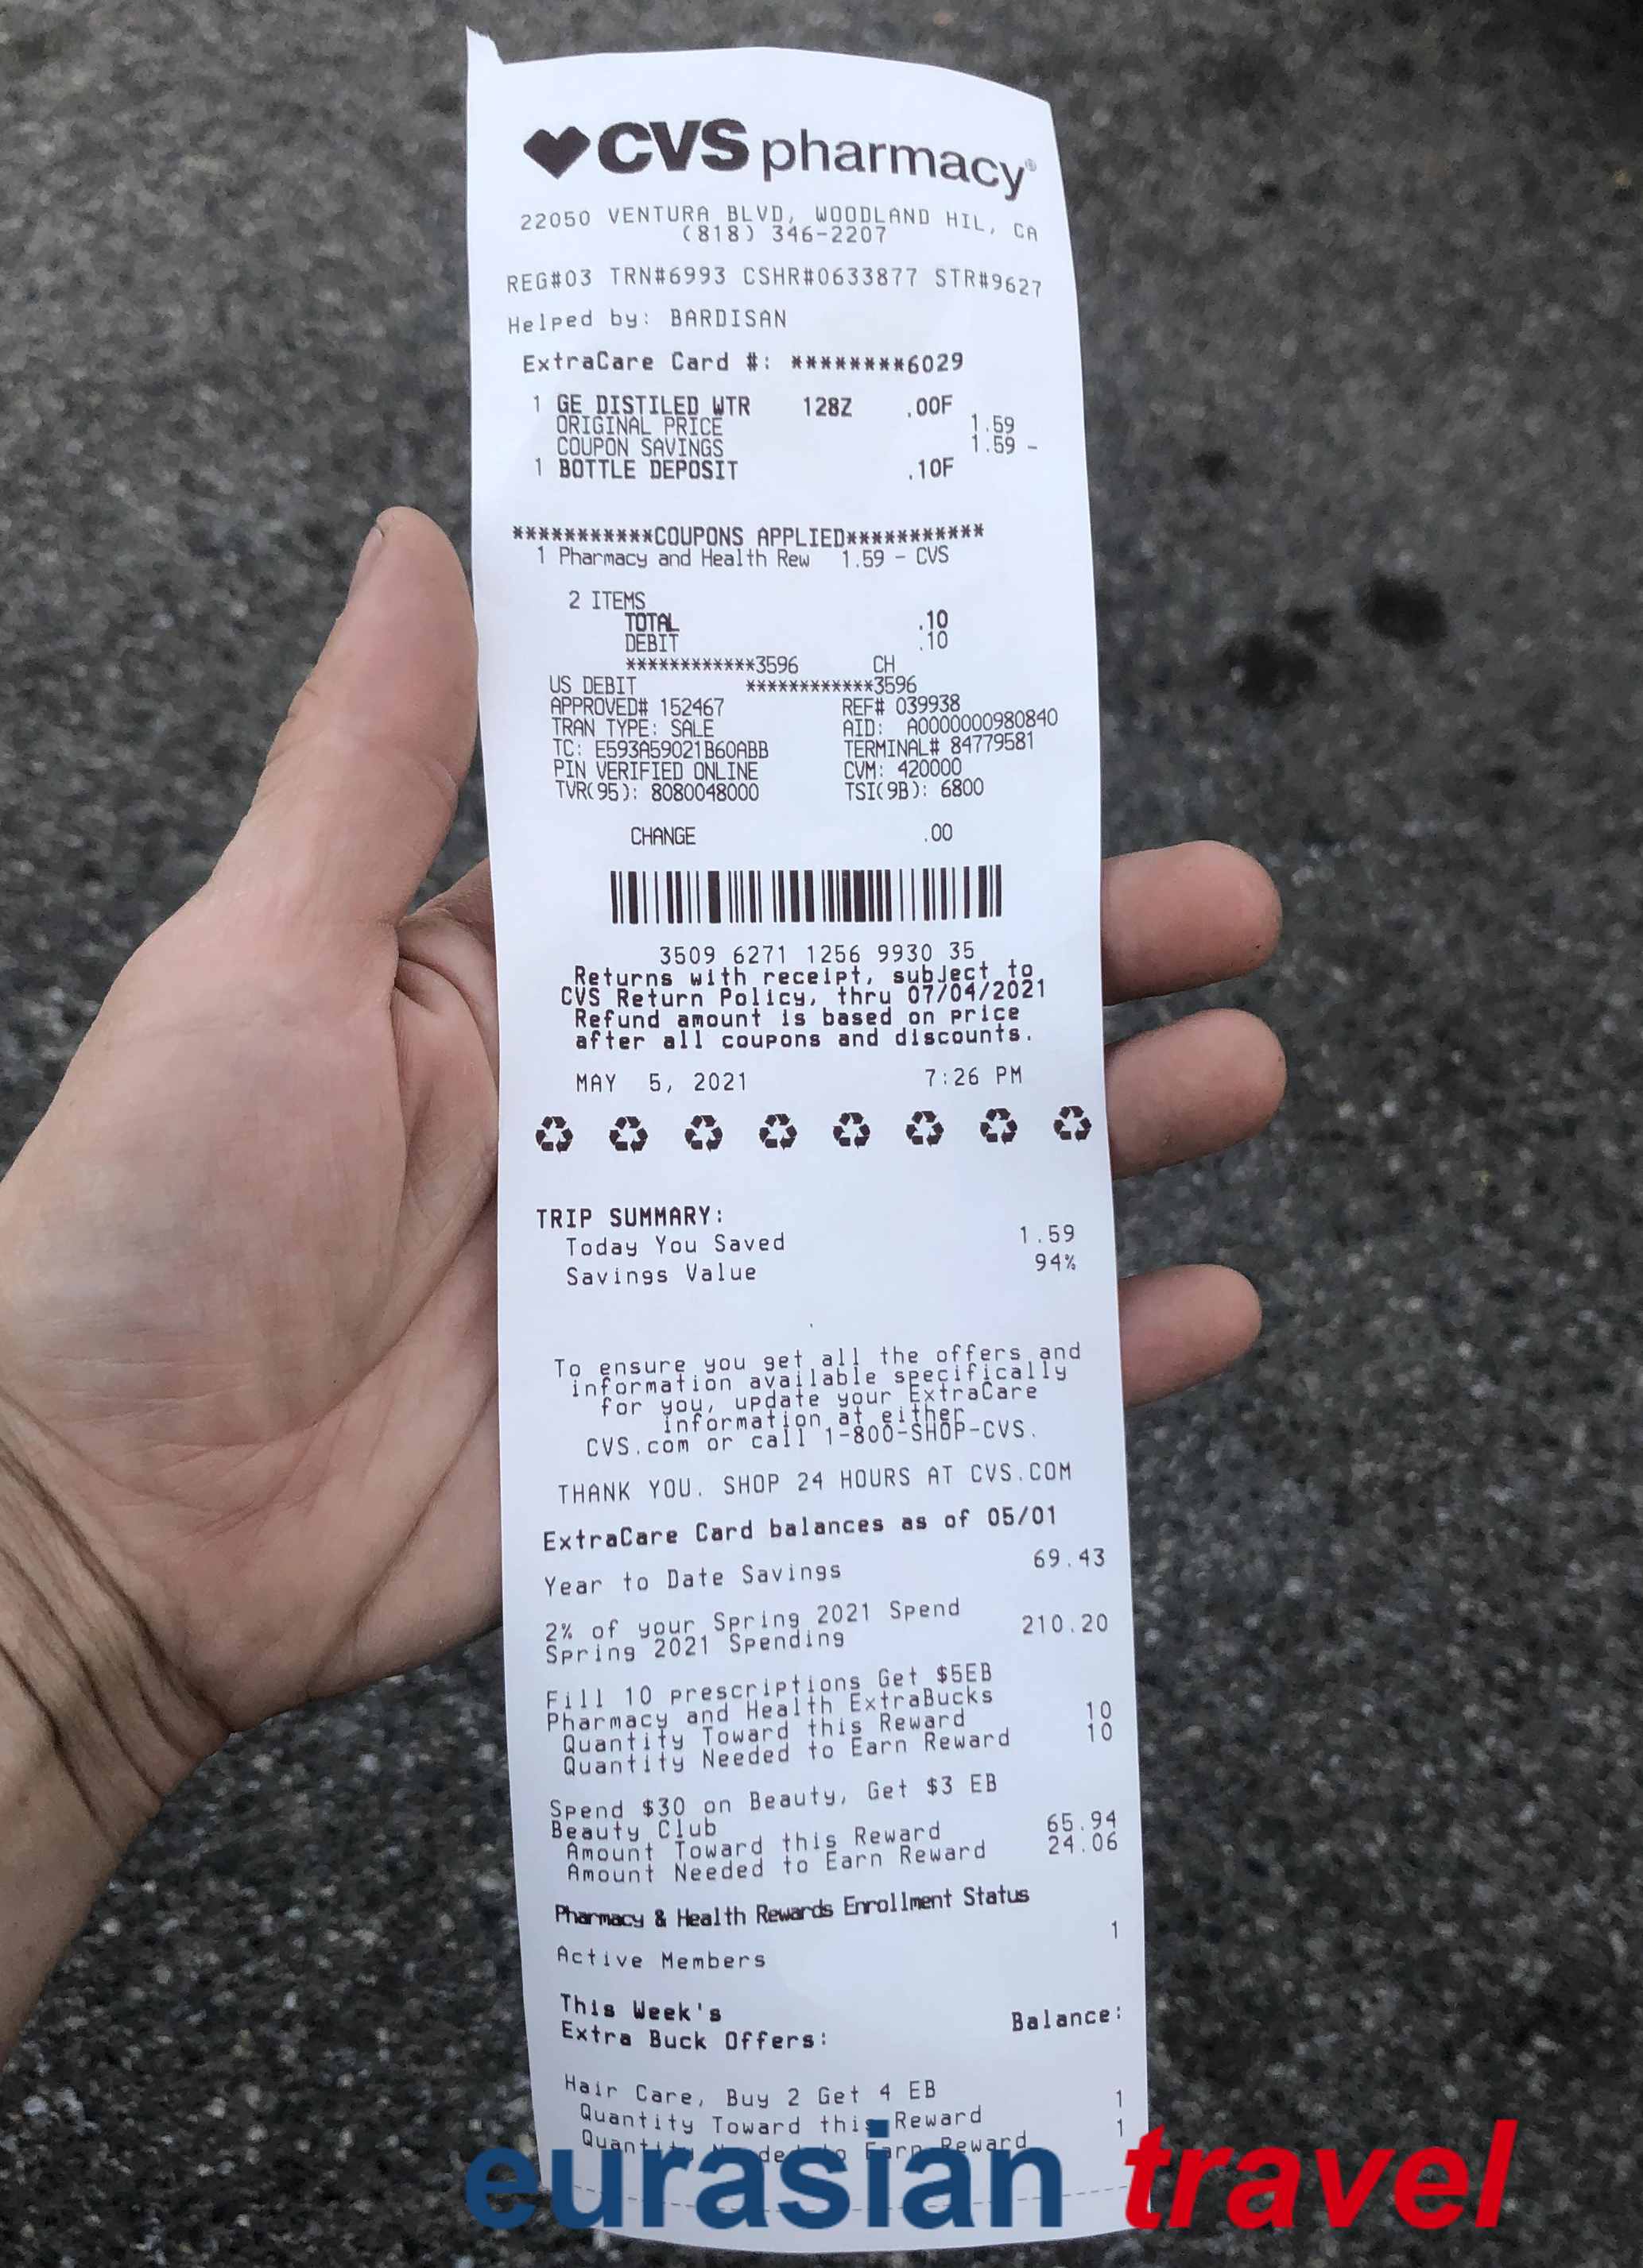 CVS pharmacy®
22050 VENTURA BLVD, WOODLAND HIL, CA
(818) 346-2207
REG#03 TRN#6993 CSHR#0633877 STR#9627
Helped by: BARDISAN
ExtraCare Card #: ********6029
1 GE DISTILED WTR 128Z .00F
ORIGINAL PRICE 1.59
COUPON SAVINGS 1.59 -
1 BOTTLE DEPOSIT .10F
***********COUPONS APPLIED***********
1 Pharmacy and Health Rew 1.59 - CVS
2 ITEMS
TOTAL .10
DEBIT .10
************3596 CH
US DEBIT ************3596
APPROVED# 152467 REF# 039938
TRAN TYPE: SALE AID: A0000000980840
TC: E593A59021B60ABB TERMINAL# 84779581
PIN VERIFIED ONLINE CVM: 420000
TVR(95): 8080048000 TSI(9B): 6800
CHANGE .00
3509 6271 1256 9930 35
Returns with receipt, subject to
CVS Return Policy, thru 07/04/2021
Refund amount is based on price
after all coupons and discounts.
MAY 5, 2021 7:26 PM
TRIP SUMMARY:
Today You Saved 1.59
Savings Value 94%
To ensure you get all the offers and
information available specifically
for you, update your ExtraCare
information at either
CVS.com or call 1-800-SHOP-CVS.
THANK YOU. SHOP 24 HOURS AT CVS.COM
ExtraCare Card balances as of 05/01
Year to Date Savings 69.43
2% of your Spring 2021 Spend
Spring 2021 Spending 210.20
Fill 10 prescriptions Get $5EB
Pharmacy and Health ExtraBucks
Quantity Toward this Reward 10
Quantity Needed to Earn Reward 10
Spend $30 on Beauty, Get $3 EB
Beauty Club
Amount Toward this Reward 65.94
Amount Needed to Earn Reward 24.06
Pharmacy & Health Rewards Enrollment Status
Active Members 1
This Week's
Extra Buck Offers: Balance:
Hair Care, Buy 2 Get 4 EB
Quantity Toward this Reward 1
Reward 1
eurasian travel